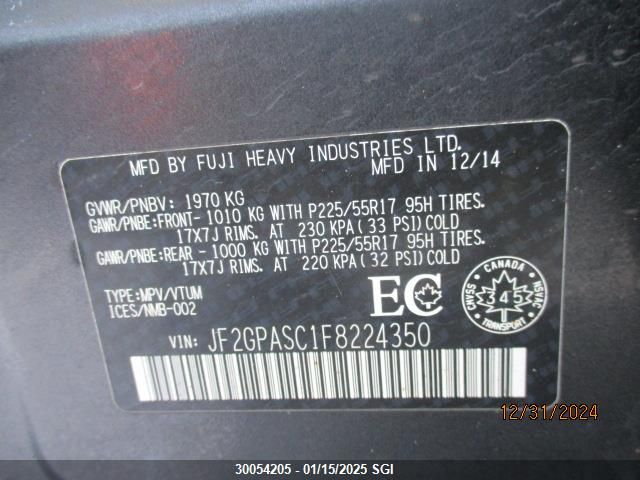 MFD BY FUJI HEAVY INDUSTRIES LTD.
MFD IN 12/14
GVWR/PNBV: 1970 KG
GAWR/PNBE:FRONT- 1010 KG WITH P225/55R17 95H TIRES.
17X7J RIMS. AT 230 KPA(33 PSI)COLD
GAWR/PNBE:REAR - 1000 KG WITH P225/55R17 95H TIRES.
17X7J RIMS. AT 220 KPA(32 PSI)COLD
TYPE:MPV/VTUM
ICES/NMB-002
EC
CANADA
CMVSS
345
NSVAC
VIN: JF2GPASC1F8224350
12/31/2024
30054205 - 01/15/2025 SGI